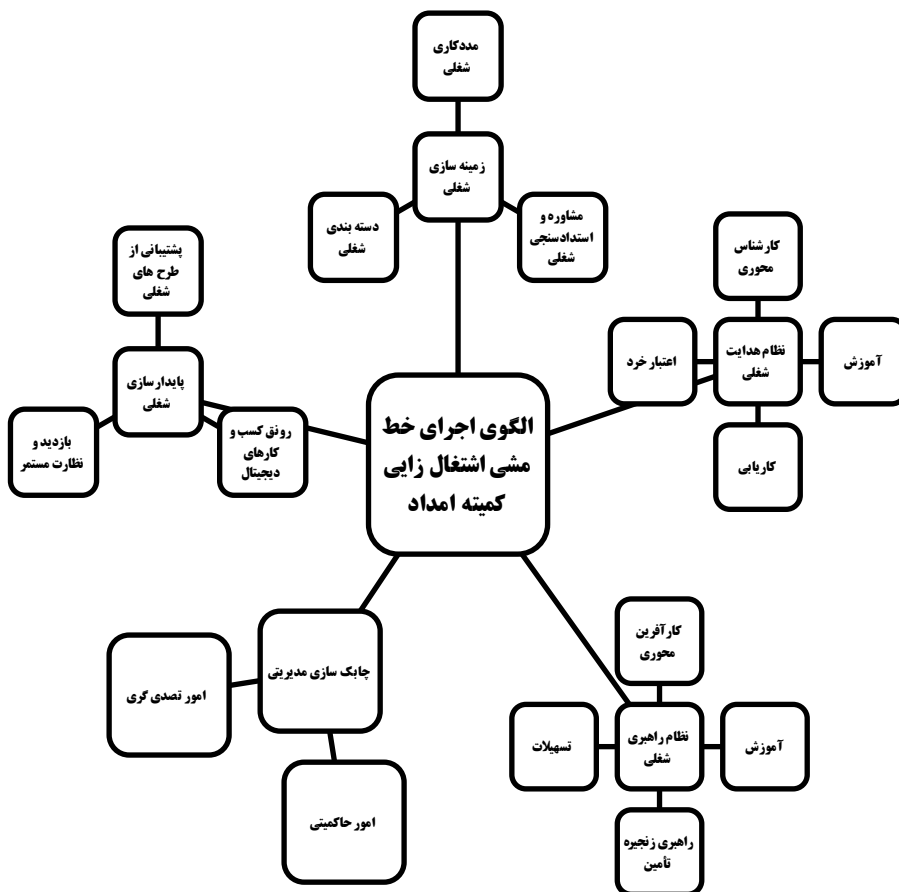 مددکاری
شغلی
زمینه سازی
شغلی
مشاوره و
استدادسنجی
شغلی
دسته بندی
شغلی
کارشناس
محوری
نظام هدایت
شغلی
آموزش
اعتبار خرد
کاریابی
پشتیبانی از
طرح های
شغلی
پایدارسازی
شغلی
رونق کسب و
کارهای
دیجیتال
بازدید و
نظارت مستمر
الگوی اجرای خط
مشی اشتغال زایی
کمیته امداد
چابک سازی مدیریتی
امور تصدی گری
امور حاکمیتی
کارآفرین
محوری
نظام راهبری
شغلی
آموزش
تسهیلات
راهبری زنجیره
تأمین